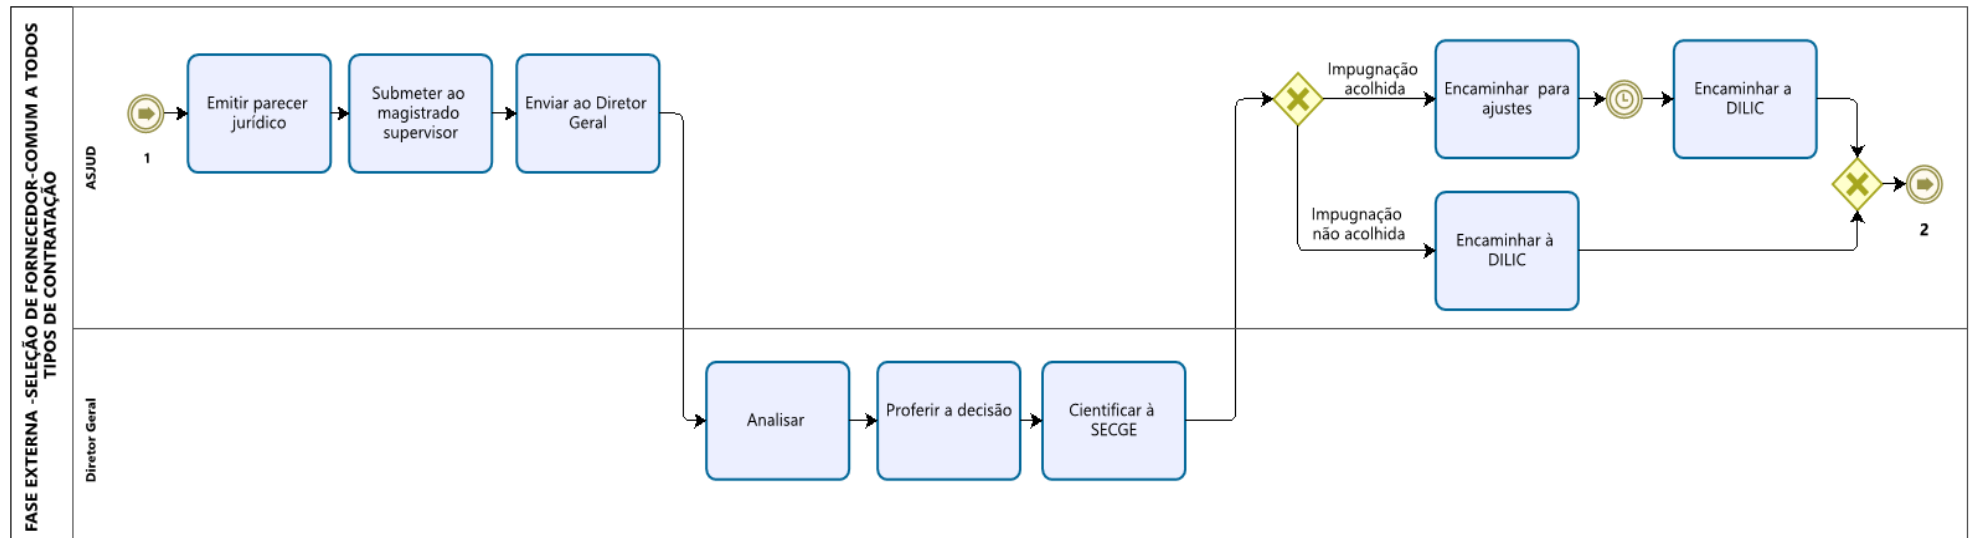 FASE EXTERNA -SELEÇÃO DE FORNECEDOR-COMUM A TODOS
TIPOS DE CONTRATAÇÃO
ASJUD
1
Emitir parecer
jurídico
Submeter ao
magistrado
supervisor
Enviar ao Diretor
Geral
Impugnação
acolhida
Encaminhar para
ajustes
Encaminhar a
DILIC
Impugnação
não acolhida
Encaminhar à
DILIC
2
Diretor Geral
Analisar
Proferir a decisão
Cientificar à
SECGE